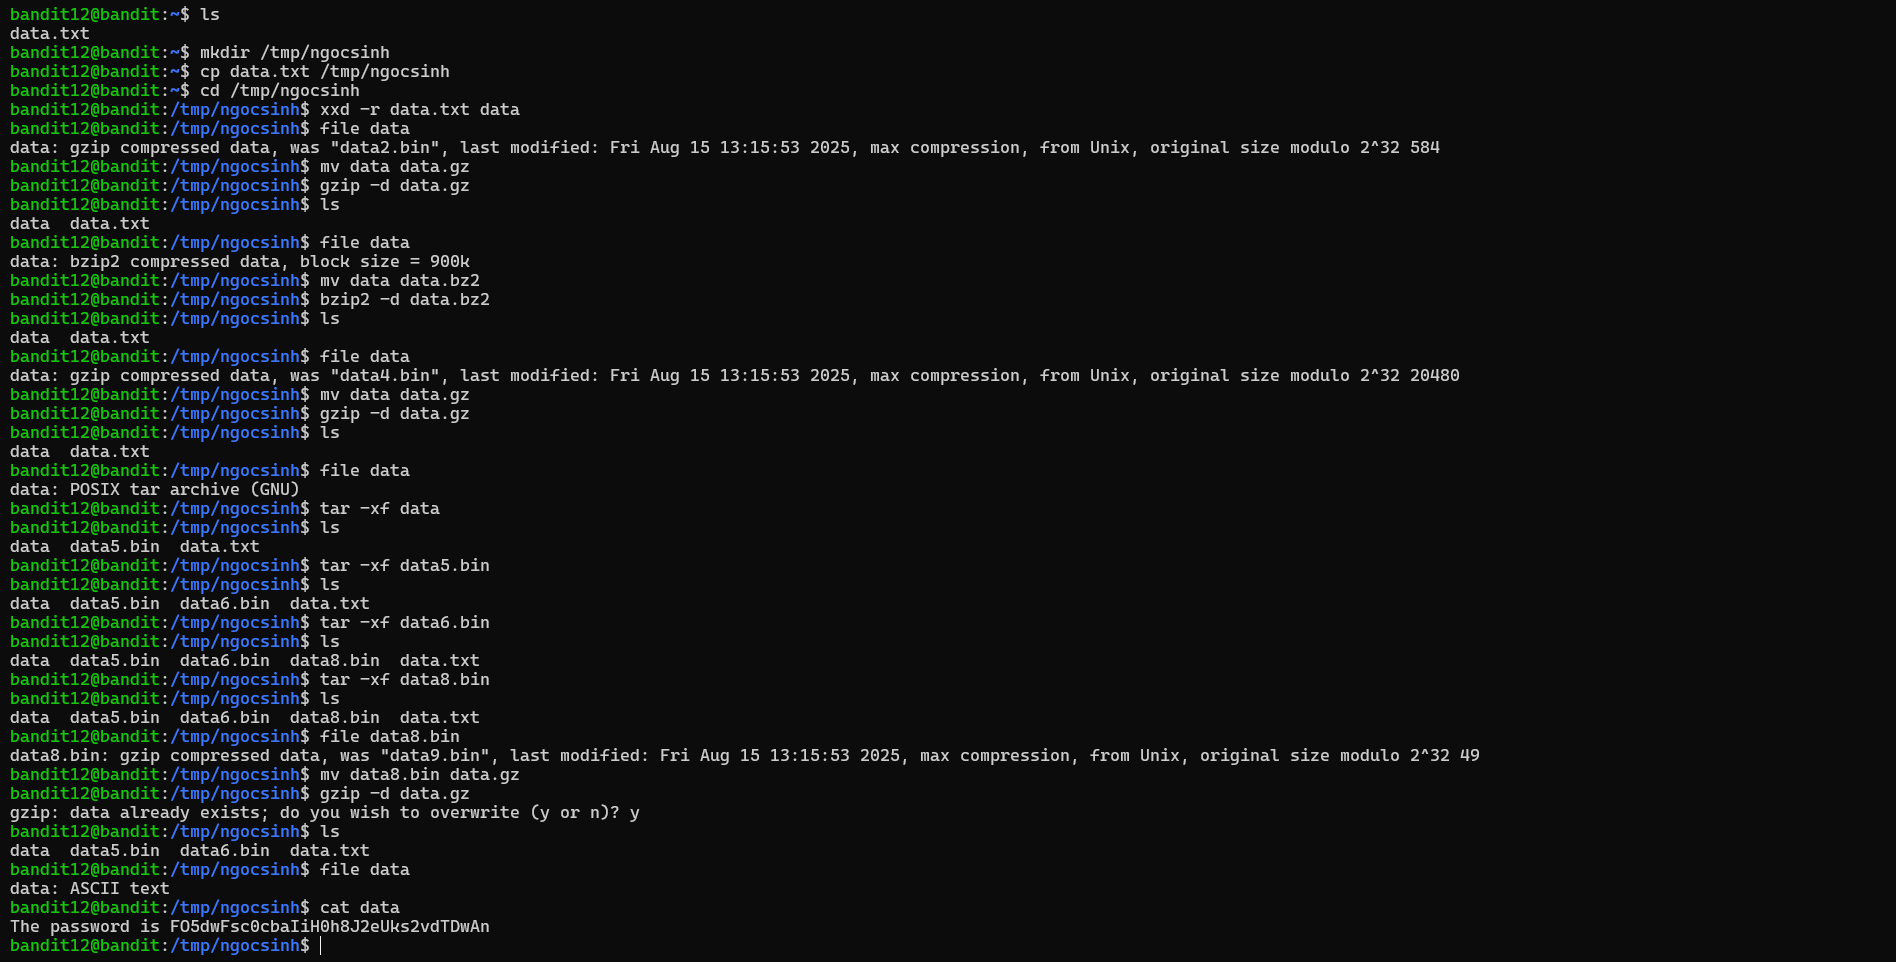 bandit12@bandit:~$ ls
data.txt
bandit12@bandit:~$ mkdir /tmp/ngocsinh
bandit12@bandit:~$ cp data.txt /tmp/ngocsinh
bandit12@bandit:~$ cd /tmp/ngocsinh
bandit12@bandit:/tmp/ngocsinh$ xxd -r data.txt data
bandit12@bandit:/tmp/ngocsinh$ file data
data: gzip compressed data, was "data2.bin", last modified: Fri Aug 15 13:15:53 2025, max compression, from Unix, original size modulo 2^32 584
bandit12@bandit:/tmp/ngocsinh$ mv data data.gz
bandit12@bandit:/tmp/ngocsinh$ gzip -d data.gz
bandit12@bandit:/tmp/ngocsinh$ ls
data  data.txt
bandit12@bandit:/tmp/ngocsinh$ file data
data: bzip2 compressed data, block size = 900k
bandit12@bandit:/tmp/ngocsinh$ mv data data.bz2
bandit12@bandit:/tmp/ngocsinh$ bzip2 -d data.bz2
bandit12@bandit:/tmp/ngocsinh$ ls
data  data.txt
bandit12@bandit:/tmp/ngocsinh$ file data
data: gzip compressed data, was "data4.bin", last modified: Fri Aug 15 13:15:53 2025, max compression, from Unix, original size modulo 2^32 20480
bandit12@bandit:/tmp/ngocsinh$ mv data data.gz
bandit12@bandit:/tmp/ngocsinh$ gzip -d data.gz
bandit12@bandit:/tmp/ngocsinh$ ls
data  data.txt
bandit12@bandit:/tmp/ngocsinh$ file data
data: POSIX tar archive (GNU)
bandit12@bandit:/tmp/ngocsinh$ tar -xf data
bandit12@bandit:/tmp/ngocsinh$ ls
data  data5.bin  data.txt
bandit12@bandit:/tmp/ngocsinh$ tar -xf data5.bin
bandit12@bandit:/tmp/ngocsinh$ ls
data  data5.bin  data6.bin  data.txt
bandit12@bandit:/tmp/ngocsinh$ tar -xf data6.bin
bandit12@bandit:/tmp/ngocsinh$ ls
data  data5.bin  data6.bin  data8.bin  data.txt
bandit12@bandit:/tmp/ngocsinh$ tar -xf data8.bin
bandit12@bandit:/tmp/ngocsinh$ ls
data  data5.bin  data6.bin  data8.bin  data.txt
bandit12@bandit:/tmp/ngocsinh$ file data8.bin
data8.bin: gzip compressed data, was "data9.bin", last modified: Fri Aug 15 13:15:53 2025, max compression, from Unix, original size modulo 2^32 49
bandit12@bandit:/tmp/ngocsinh$ mv data8.bin data.gz
bandit12@bandit:/tmp/ngocsinh$ gzip -d data.gz
gzip: data already exists; do you wish to overwrite (y or n)? y
bandit12@bandit:/tmp/ngocsinh$ ls
data  data5.bin  data6.bin  data.txt
bandit12@bandit:/tmp/ngocsinh$ file data
data: ASCII text
bandit12@bandit:/tmp/ngocsinh$ cat data
The password is FO5dwFsc0cbaIiH0h8J2eUks2vdTDwAn
bandit12@bandit:/tmp/ngocsinh$